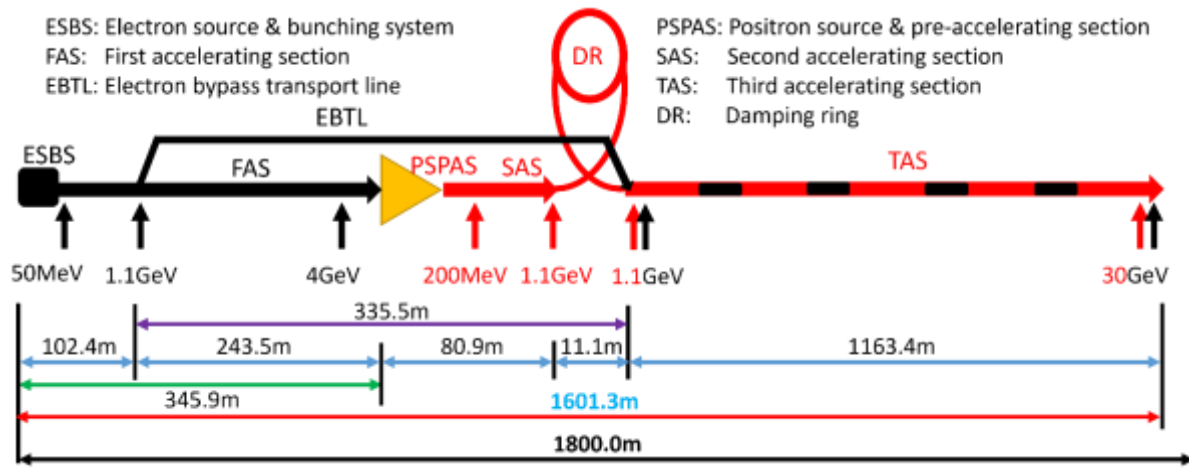 ESBS: Electron source & bunching system
FAS: First accelerating section
EBTL: Electron bypass transport line
PSPAS: Positron source & pre-accelerating section
SAS: Second accelerating section
TAS: Third accelerating section
DR: Damping ring
DR
EBTL
ESBS
FAS
PSPAS
SAS
TAS
50MeV
1.1GeV
4GeV
200MeV
1.1GeV
1.1GeV
30GeV
335.5m
102.4m
243.5m
80.9m
11.1m
1163.4m
345.9m
1601.3m
1800.0m